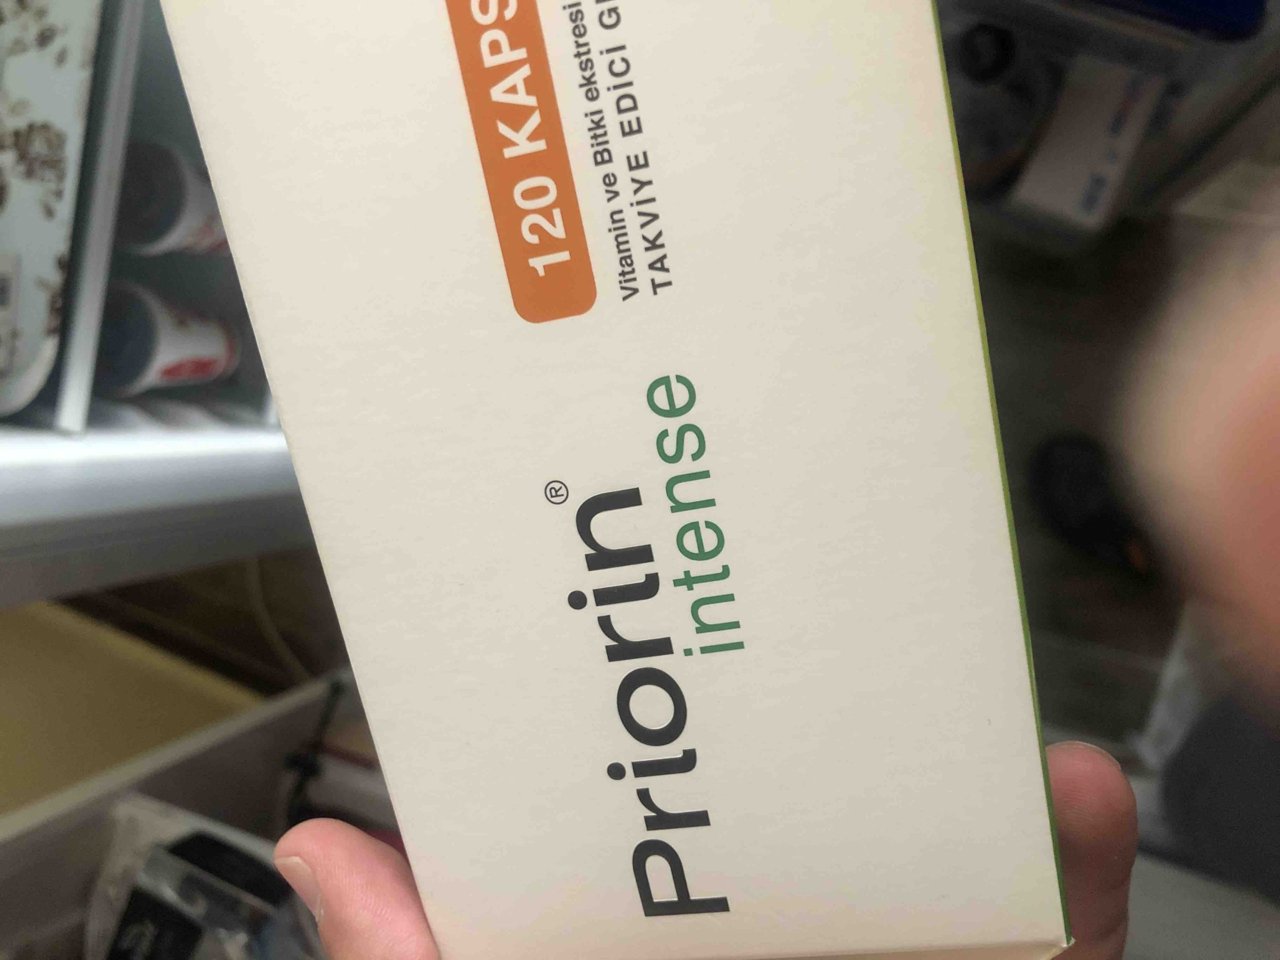 Priorin®
intense
120 KAPS
Vitamin ve Bitki ekstresi
TAKVİYE EDİCİ